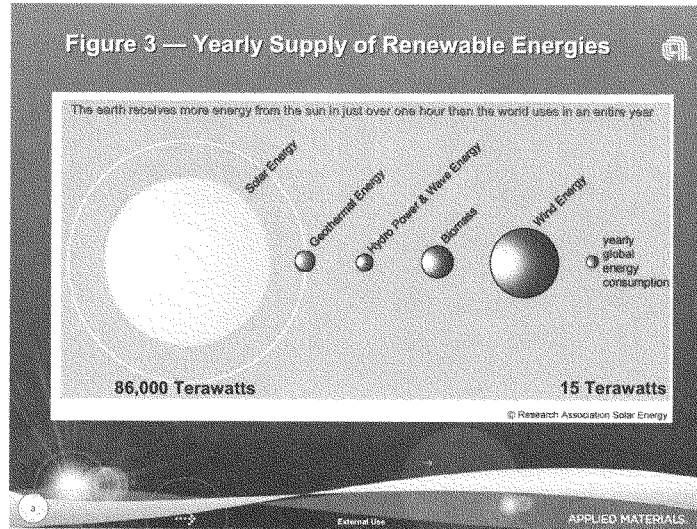 Figure 3 — Yearly Supply of Renewable Energies
The earth receives more energy from the sun in just over one hour than the world uses in an entire year
Solar Energy
Geothermal Energy
Hydro Power & Wave Energy
Biomass
Wind Energy
yearly
global
energy
consumption
86,000 Terawatts
15 Terawatts
© Research Association Solar Energy
3
External Use
APPLIED MATERIALS